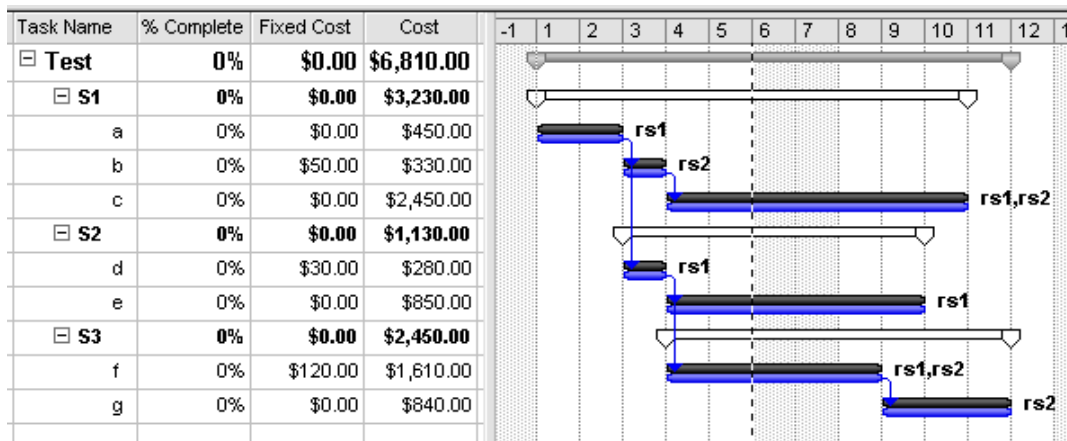 Task Name % Complete Fixed Cost Cost -1 1 2 3 4 5 6 7 8 9 10 11 12 1
Test 0% $0.00 $6,810.00
S1 0% $0.00 $3,230.00
a 0% $0.00 $450.00 rs1
b 0% $50.00 $330.00 rs2
c 0% $0.00 $2,450.00 rs1,rs2
S2 0% $0.00 $1,130.00
d 0% $30.00 $280.00 rs1
e 0% $0.00 $850.00 rs1
S3 0% $0.00 $2,450.00
f 0% $120.00 $1,610.00 rs1,rs2
g 0% $0.00 $840.00 rs2